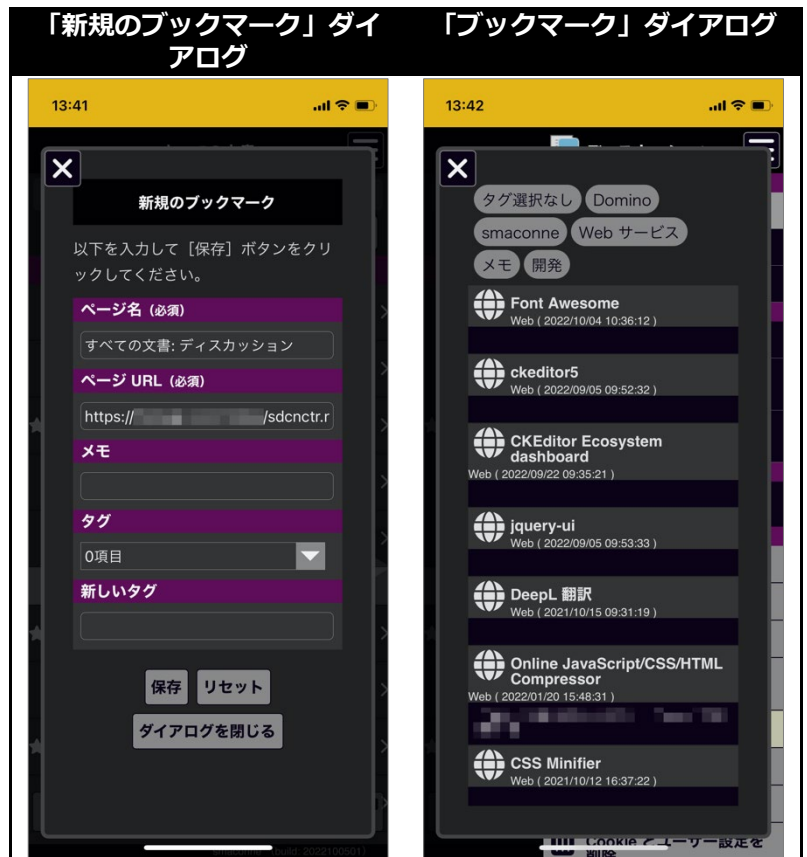 「新規のブックマーク」ダイ
アログ
「ブックマーク」ダイアログ
13:41
新規のブックマーク
以下を入力して［保存］ボタンをクリ
ックしてください。
ページ名（必須）
すべての文書: ディスカッション
ページ URL（必須）
https:// /sdcnctr.r
メモ
タグ
0項目
新しいタグ
保存 リセット
ダイアログを閉じる
(build: 2022100501)
13:42
タグ選択なし Domino
smaconne Web サービス
メモ 開発
Font Awesome
Web ( 2022/10/04 10:36:12 )
ckeditor5
Web ( 2022/09/05 09:52:32 )
CKEditor Ecosystem
dashboard
Web ( 2022/09/22 09:35:21 )
jquery-ui
Web ( 2022/09/05 09:53:33 )
DeepL 翻訳
Web ( 2021/10/15 09:31:19 )
Online JavaScript/CSS/HTML
Compressor
Web ( 2022/01/20 15:48:31 )
CSS Minifier
Web ( 2021/10/12 16:37:22 )
Cookie とユーザー設定を
削除